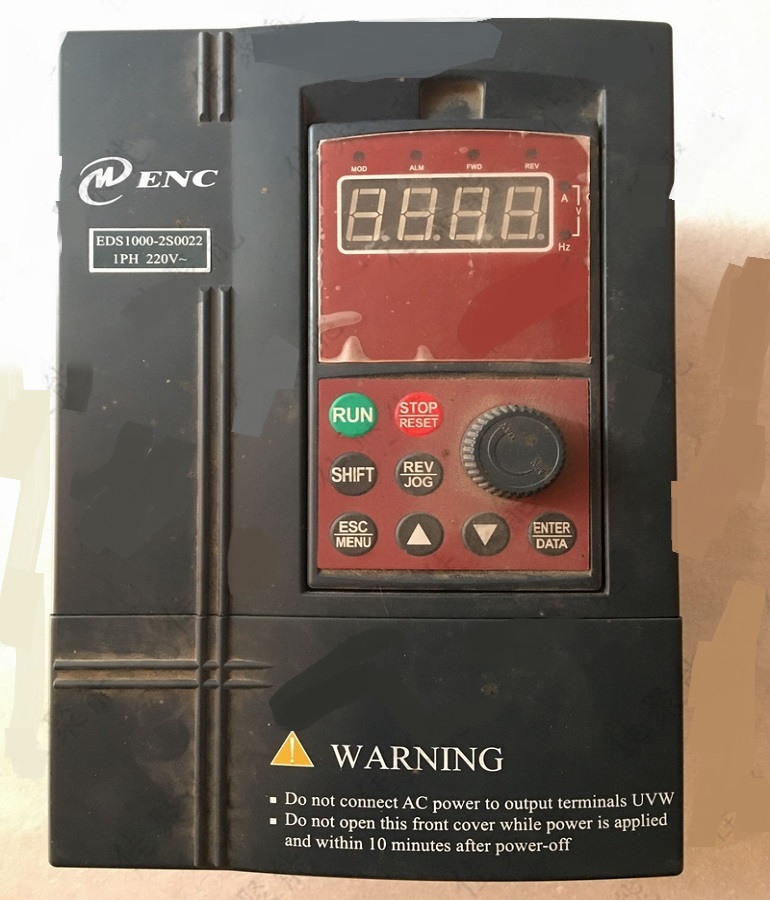 MOD ALM FWD REV
A
V
Hz
ENC
EDS1000-2S0022
1PH 220V~
RUN
STOP
RESET
SHIFT
REV
JOG
ESC
MENU
ENTER
DATA
WARNING
Do not connect AC power to output terminals UVW
Do not open this front cover while power is applied
and within 10 minutes after power-off